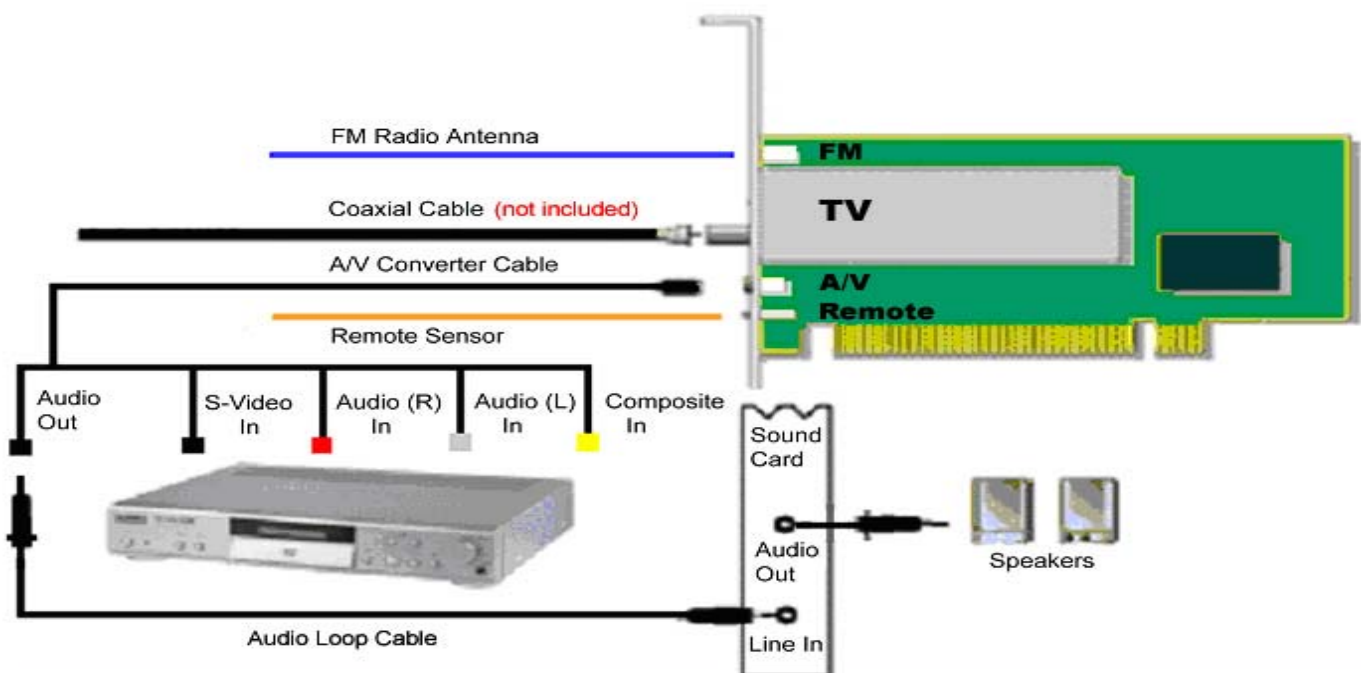 FM Radio Antenna
FM
Coaxial Cable (not included)
TV
A/V Converter Cable
A/V
Remote
Remote Sensor
Audio
Out
S-Video
In
Audio (R)
In
Audio (L)
In
Composite
In
Sound
Card
Audio
Out
Speakers
Audio Loop Cable
Line In